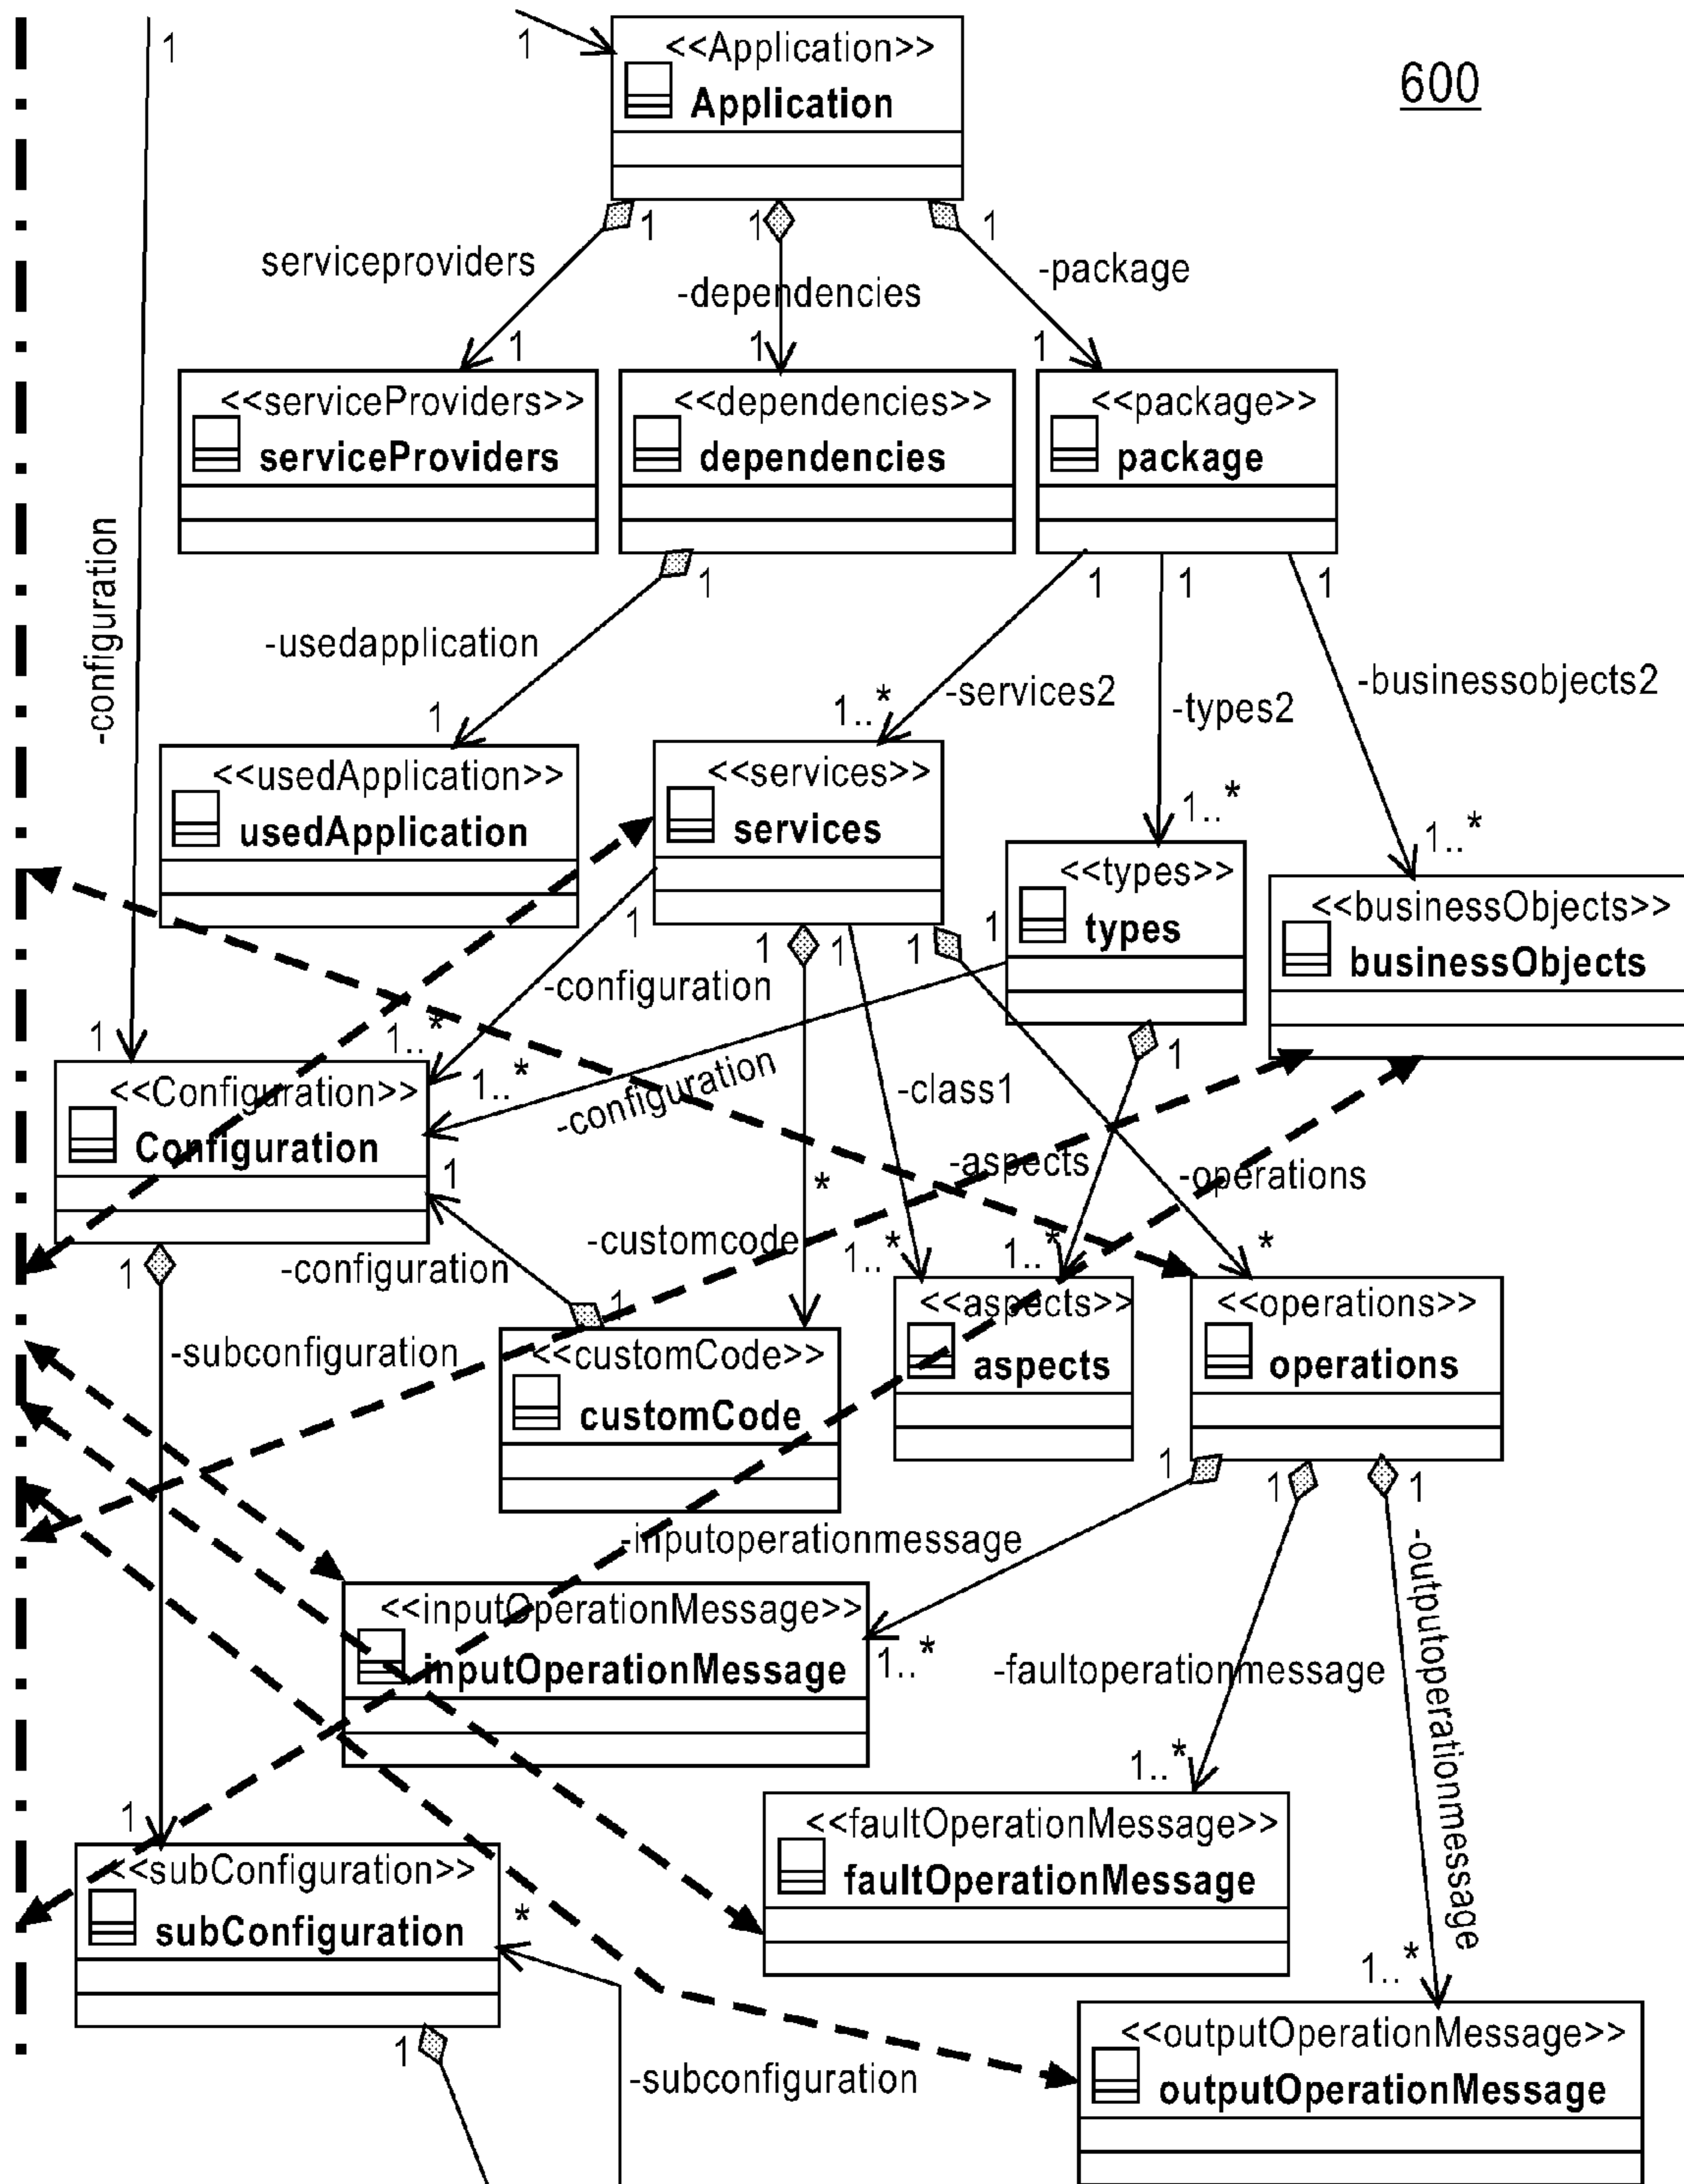 1
1
<<Application>>
Application
600
1
1
1
serviceproviders
-dependencies
-package
1
1
1
<<serviceProviders>>
serviceProviders
<<dependencies>>
dependencies
<<package>>
package
-configuration
1
1
1
1
-usedapplication
-services2
-types2
-businessobjects2
1
1..*
1..*
1..*
<<usedApplication>>
usedApplication
<<services>>
services
<<types>>
types
<<businessObjects>>
businessObjects
1
1
1
1
1
-configuration
1
1..*
1..*
1
-configuration
-class1
<<Configuration>>
Configuration
1
*
-aspects
-operations
-customcode
1..*
1..*
*
1
-configuration
1
<<aspects>>
aspects
<<operations>>
operations
-subconfiguration
<<customCode>>
customCode
1
1
1
-inputoperationmessage
-outputoperationmessage
<<inputOperationMessage>>
inputOperationMessage
1..*
-faultoperationmessage
1..*
1
<<faultOperationMessage>>
faultOperationMessage
<<subConfiguration>>
subConfiguration
*
1..*
1
-subconfiguration
<<outputOperationMessage>>
outputOperationMessage